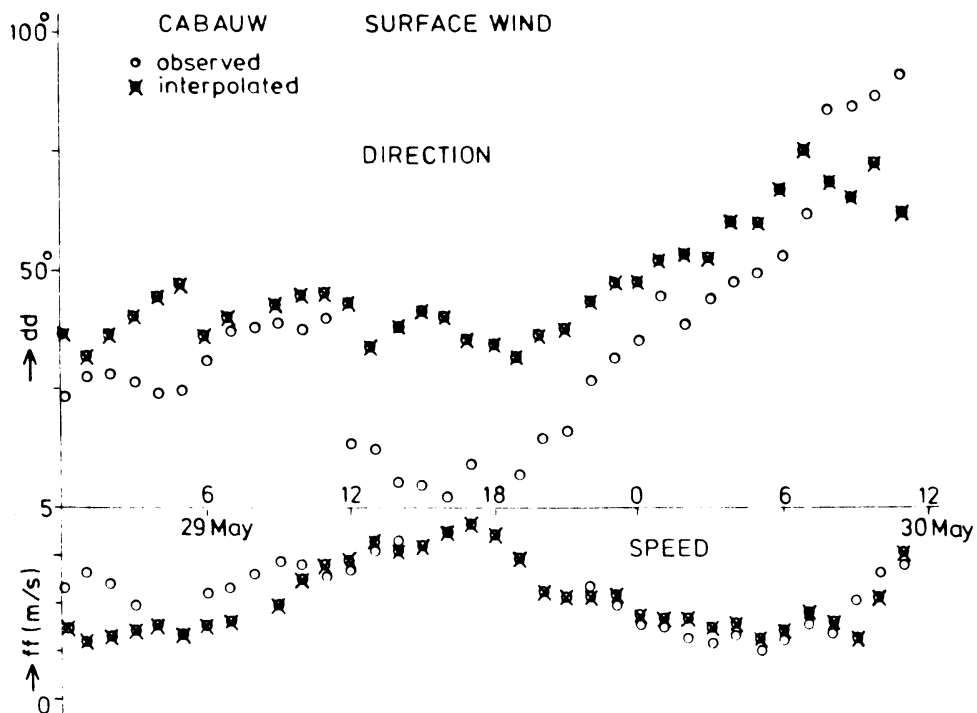 CABAUW SURFACE WIND
100°
observed
interpolated
DIRECTION
50°
→ dd
5 6 12 18 0 6 12
29 May 30 May
SPEED
→ ff (m/s)
0